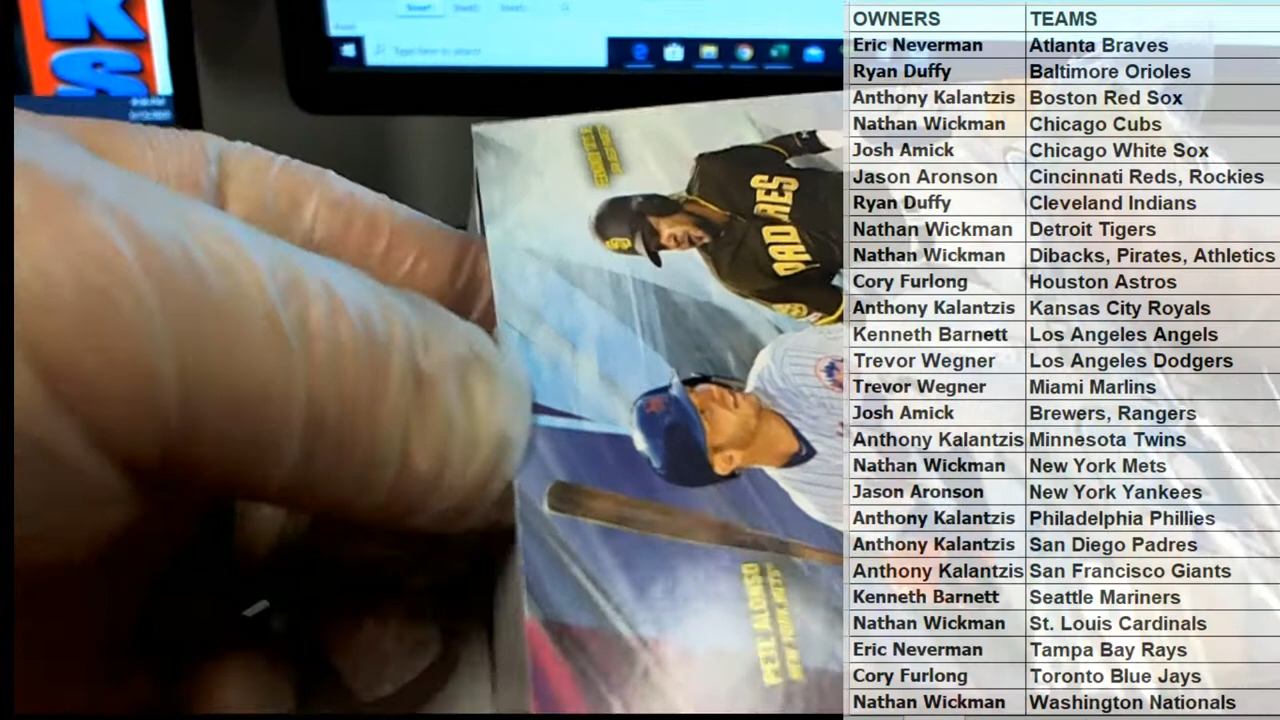 K
S
Type here to search
PADRES
PETE ALONSO
NEW YORK METS
OWNERS TEAMS
Eric Neverman Atlanta Braves
Ryan Duffy Baltimore Orioles
Anthony Kalantzis Boston Red Sox
Nathan Wickman Chicago Cubs
Josh Amick Chicago White Sox
Jason Aronson Cincinnati Reds, Rockies
Ryan Duffy Cleveland Indians
Nathan Wickman Detroit Tigers
Nathan Wickman Dibacks, Pirates, Athletics
Cory Furlong Houston Astros
Anthony Kalantzis Kansas City Royals
Kenneth Barnett Los Angeles Angels
Trevor Wegner Los Angeles Dodgers
Trevor Wegner Miami Marlins
Josh Amick Brewers, Rangers
Anthony Kalantzis Minnesota Twins
Nathan Wickman New York Mets
Jason Aronson New York Yankees
Anthony Kalantzis Philadelphia Phillies
Anthony Kalantzis San Diego Padres
Anthony Kalantzis San Francisco Giants
Kenneth Barnett Seattle Mariners
Nathan Wickman St. Louis Cardinals
Eric Neverman Tampa Bay Rays
Cory Furlong Toronto Blue Jays
Nathan Wickman Washington Nationals